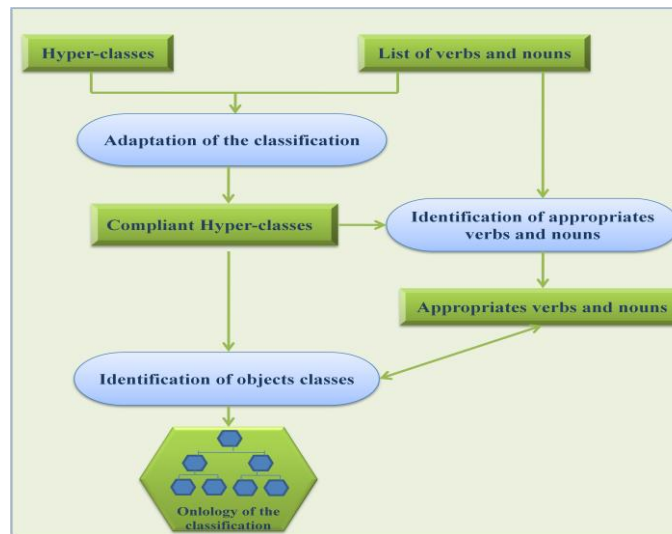 Hyper-classes
List of verbs and nouns
Adaptation of the classification
Compliant Hyper-classes
Identification of appropriates
verbs and nouns
Appropriates verbs and nouns
Identification of objects classes
Onlology of the
classification